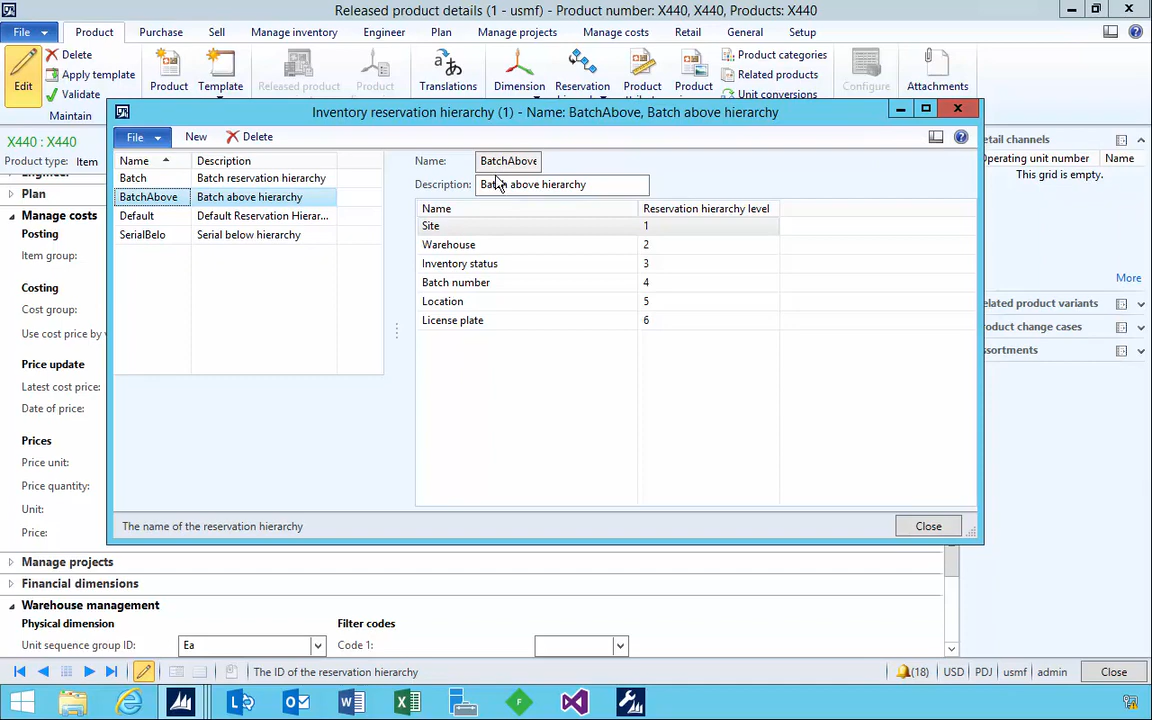 Released product details (1 - usmf) - Product number: X440, X440, Products: X440
File
Product
Purchase
Sell
Manage inventory
Engineer
Plan
Manage projects
Manage costs
Retail
General
Setup
Edit
Delete
Apply template
Validate
Maintain
Product
Template
Released product
Product
Translations
Dimension
Reservation
Product
Product
Product categories
Related products
Unit conversions
Configure
Attachments
Inventory reservation hierarchy (1) - Name: BatchAbove, Batch above hierarchy
File
New
Delete
X440 : X440
Product type: Item
Plan
Manage costs
Posting
Item group:
Costing
Cost group:
Use cost price by v
Price update
Latest cost price:
Date of price:
Prices
Price unit:
Price quantity:
Unit:
Price:
Name
Description
Batch
Batch reservation hierarchy
BatchAbove
Batch above hierarchy
Default
Default Reservation Hierar...
SerialBelo
Serial below hierarchy
Name:
BatchAbove
Description:
Batch above hierarchy
Name
Reservation hierarchy level
Site
1
Warehouse
2
Inventory status
3
Batch number
4
Location
5
License plate
6
The name of the reservation hierarchy
Close
etail channels
Operating unit number
Name
This grid is empty.
More
elated product variants
roduct change cases
ssortments
Manage projects
Financial dimensions
Warehouse management
Physical dimension
Filter codes
Unit sequence group ID:
Ea
Code 1:
The ID of the reservation hierarchy
(18)
USD
PDJ
usmf
admin
Close